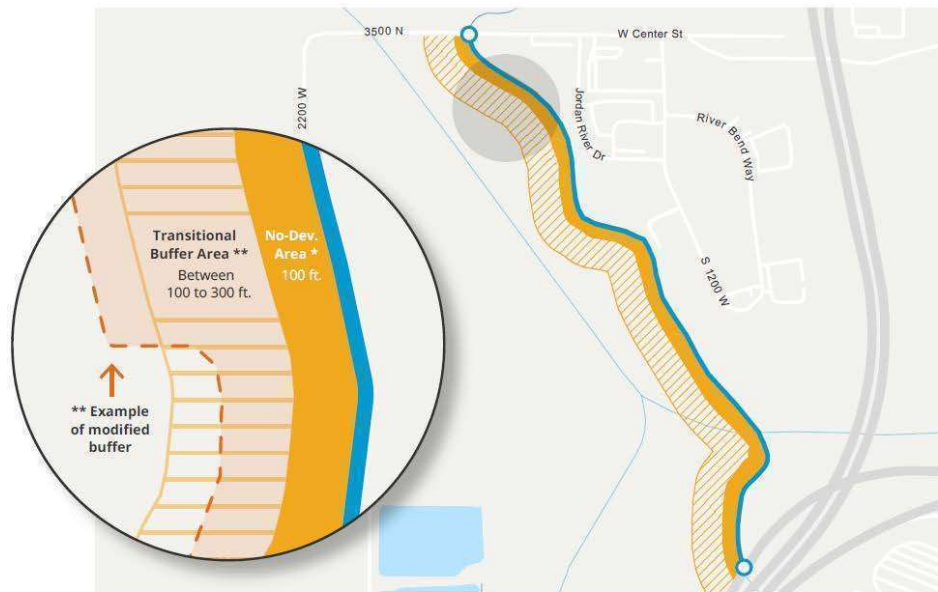 3500 N
W Center St
2200 W
Jordan River Dr
River Bend Way
S 1200 W
Transitional
Buffer Area **
Between
100 to 300 ft.
No-Dev.
Area *
100 ft.
** Example
of modified
buffer